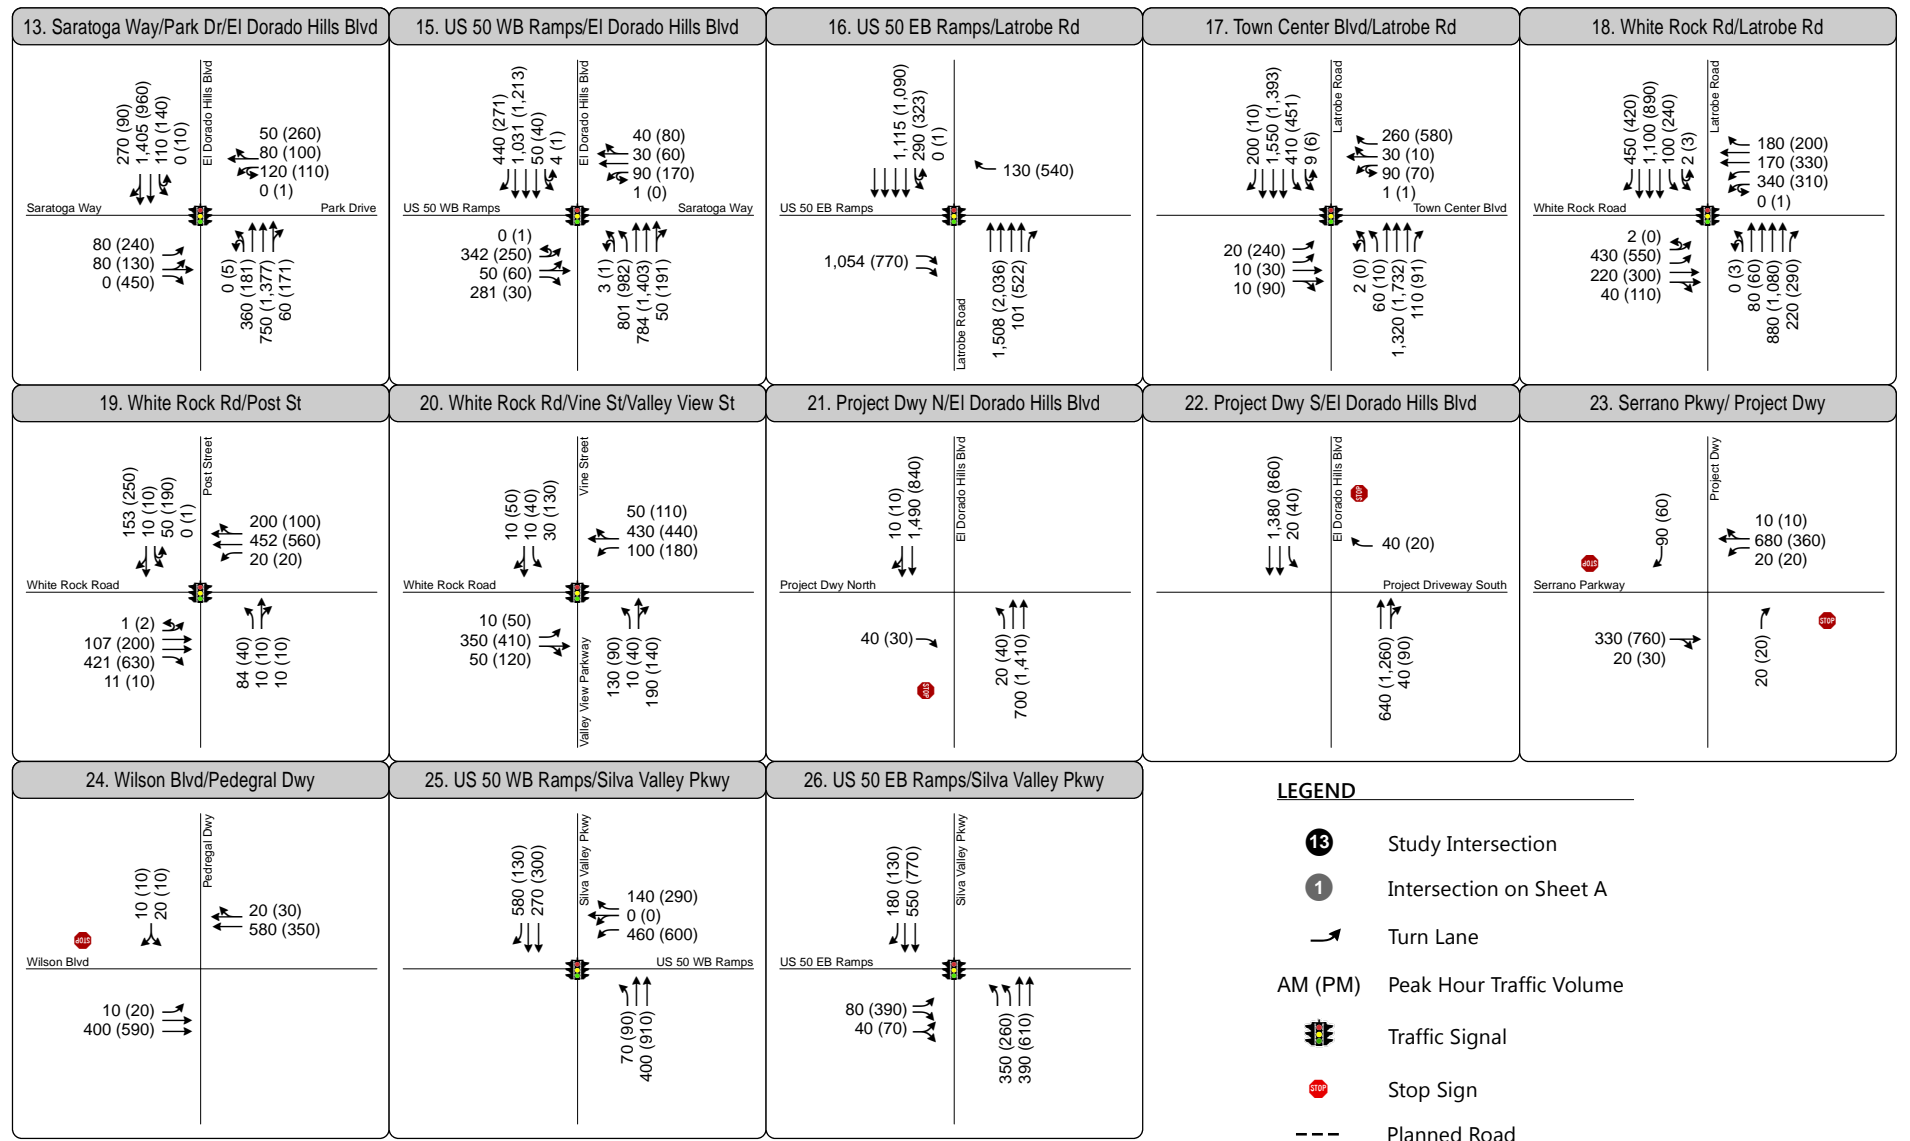 13. Saratoga Way/Park Dr/El Dorado Hills Blvd
270 (90)
1,405 (960)
110 (140)
0 (10)
El Dorado Hills Blvd
50 (260)
80 (100)
120 (110)
0 (1)
Saratoga Way
Park Drive
80 (240)
80 (130)
0 (450)
0 (5)
360 (181)
750 (1,377)
60 (171)
15. US 50 WB Ramps/El Dorado Hills Blvd
440 (271)
1,031 (1,213)
50 (40)
4 (1)
El Dorado Hills Blvd
40 (80)
30 (60)
90 (170)
1 (0)
US 50 WB Ramps
Saratoga Way
0 (1)
342 (250)
50 (60)
281 (30)
3 (1)
801 (982)
784 (1,403)
50 (191)
16. US 50 EB Ramps/Latrobe Rd
1,115 (1,090)
290 (323)
0 (1)
130 (540)
US 50 EB Ramps
1,054 (770)
Latrobe Road
1,508 (2,036)
101 (522)
17. Town Center Blvd/Latrobe Rd
200 (10)
1,550 (1,393)
410 (451)
9 (6)
Latrobe Road
260 (580)
30 (10)
90 (70)
1 (1)
Town Center Blvd
20 (240)
10 (30)
10 (90)
2 (0)
60 (10)
1,320 (1,732)
110 (91)
18. White Rock Rd/Latrobe Rd
450 (420)
1,100 (890)
100 (240)
2 (3)
Latrobe Road
180 (200)
170 (330)
340 (310)
0 (1)
White Rock Road
2 (0)
430 (550)
220 (300)
40 (110)
0 (3)
80 (60)
880 (1,080)
220 (290)
19. White Rock Rd/Post St
153 (250)
10 (10)
50 (190)
0 (1)
Post Street
200 (100)
452 (560)
20 (20)
White Rock Road
1 (2)
107 (200)
421 (630)
11 (10)
84 (40)
10 (10)
10 (10)
20. White Rock Rd/Vine St/Valley View St
10 (50)
10 (40)
30 (130)
Vine Street
50 (110)
430 (440)
100 (180)
White Rock Road
10 (50)
350 (410)
50 (120)
Valley View Parkway
130 (90)
10 (40)
190 (140)
21. Project Dwy N/El Dorado Hills Blvd
10 (10)
1,490 (840)
El Dorado Hills Blvd
Project Dwy North
40 (30)
STOP
20 (40)
700 (1,410)
22. Project Dwy S/El Dorado Hills Blvd
1,380 (860)
20 (40)
El Dorado Hills Blvd
STOP
40 (20)
Project Driveway South
640 (1,260)
40 (90)
23. Serrano Pkwy/ Project Dwy
90 (60)
Project Dwy
10 (10)
680 (360)
20 (20)
STOP
Serrano Parkway
330 (760)
20 (30)
20 (20)
STOP
24. Wilson Blvd/Pedegral Dwy
10 (10)
20 (10)
Pedregal Dwy
20 (30)
580 (350)
STOP
Wilson Blvd
10 (20)
400 (590)
25. US 50 WB Ramps/Silva Valley Pkwy
580 (130)
270 (300)
Silva Valley Pkwy
140 (290)
0 (0)
460 (600)
US 50 WB Ramps
70 (90)
400 (910)
26. US 50 EB Ramps/Silva Valley Pkwy
180 (130)
550 (770)
Silva Valley Pkwy
US 50 EB Ramps
80 (390)
40 (70)
350 (260)
390 (610)
LEGEND
13 Study Intersection
1 Intersection on Sheet A
Turn Lane
AM (PM) Peak Hour Traffic Volume
Traffic Signal
STOP Stop Sign
Planned Road